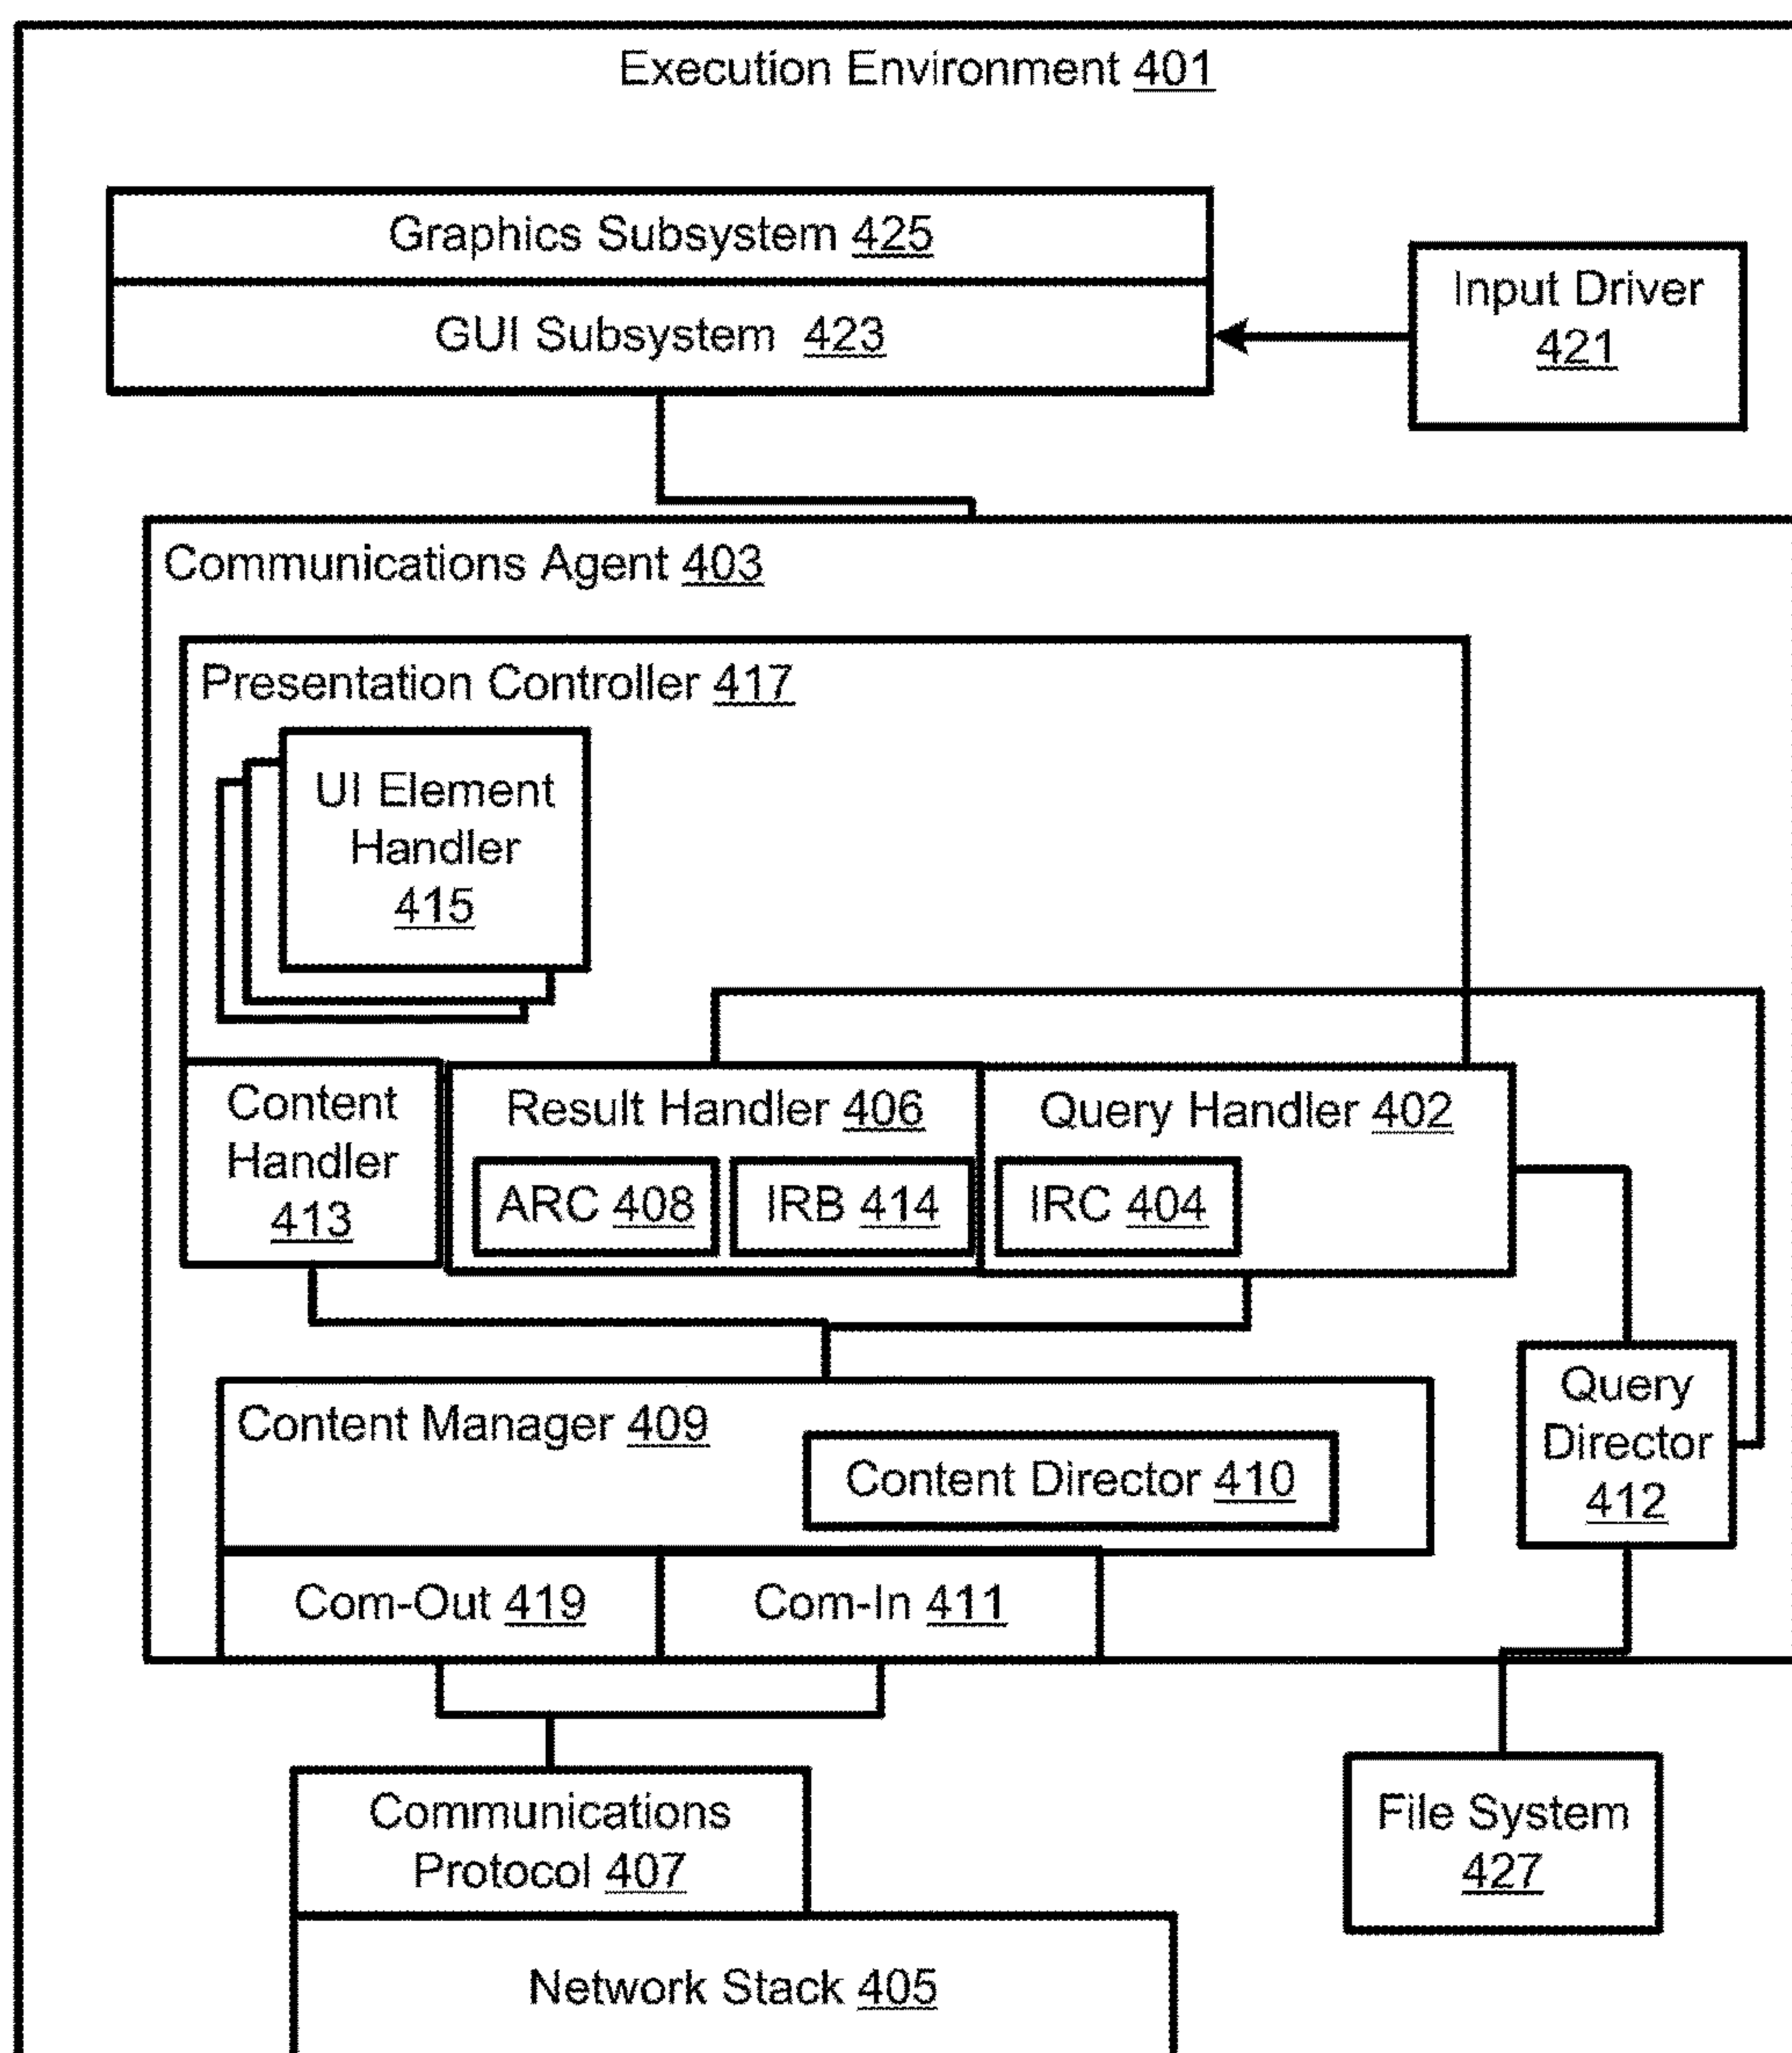 Execution Environment 401
Graphics Subsystem 425
GUI Subsystem 423
Input Driver
421
Communications Agent 403
Presentation Controller 417
UI Element
Handler
415
Content
Handler
413
Result Handler 406
ARC 408
IRB 414
Query Handler 402
IRC 404
Content Manager 409
Content Director 410
Query
Director
412
Com-Out 419
Com-In 411
Communications
Protocol 407
File System
427
Network Stack 405